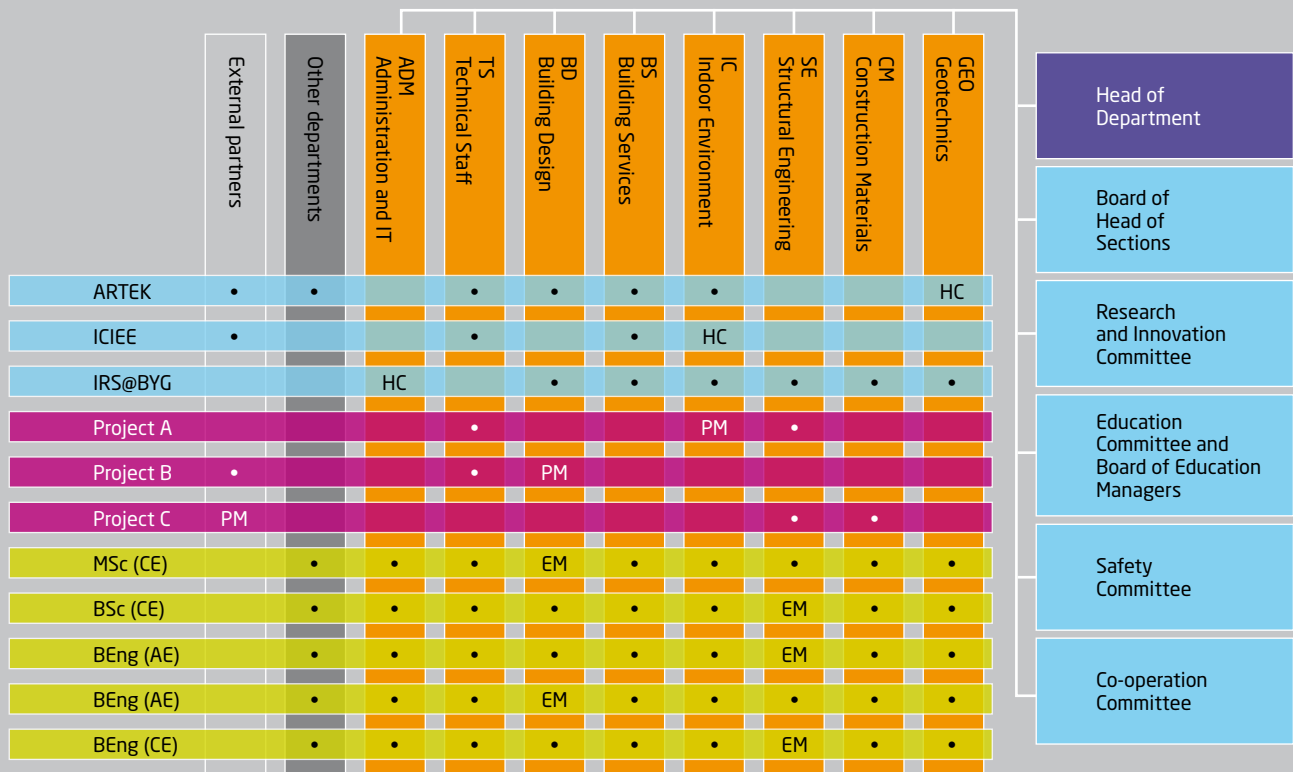 External partners
Other departments
ADM
Administration and IT
TS
Technical Staff
BD
Building Design
BS
Building Services
IC
Indoor Environment
SE
Structural Engineering
CM
Construction Materials
GEO
Geotechnics
Head of
Department
Board of
Head of
Sections
Research
and Innovation
Committee
Education
Committee and
Board of Education
Managers
Safety
Committee
Co-operation
Committee
ARTEK • • • • • • HC
ICIEE • • • HC
IRS@BYG HC • • • • • •
Project A • PM •
Project B • • PM
Project C PM • •
MSc (CE) • • • EM • • • • •
BSc (CE) • • • • • • EM • •
BEng (AE) • • • • • • EM • •
BEng (AE) • • • EM • • • • •
BEng (CE) • • • • • • EM • •